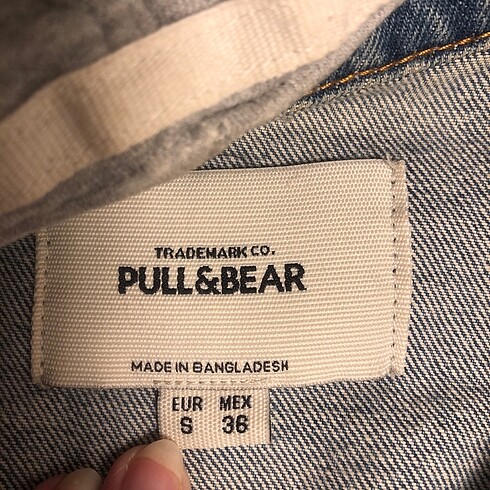 TRADEMARK CO.
PULL&BEAR
MADE IN BANGLADESH
EUR MEX
S 36